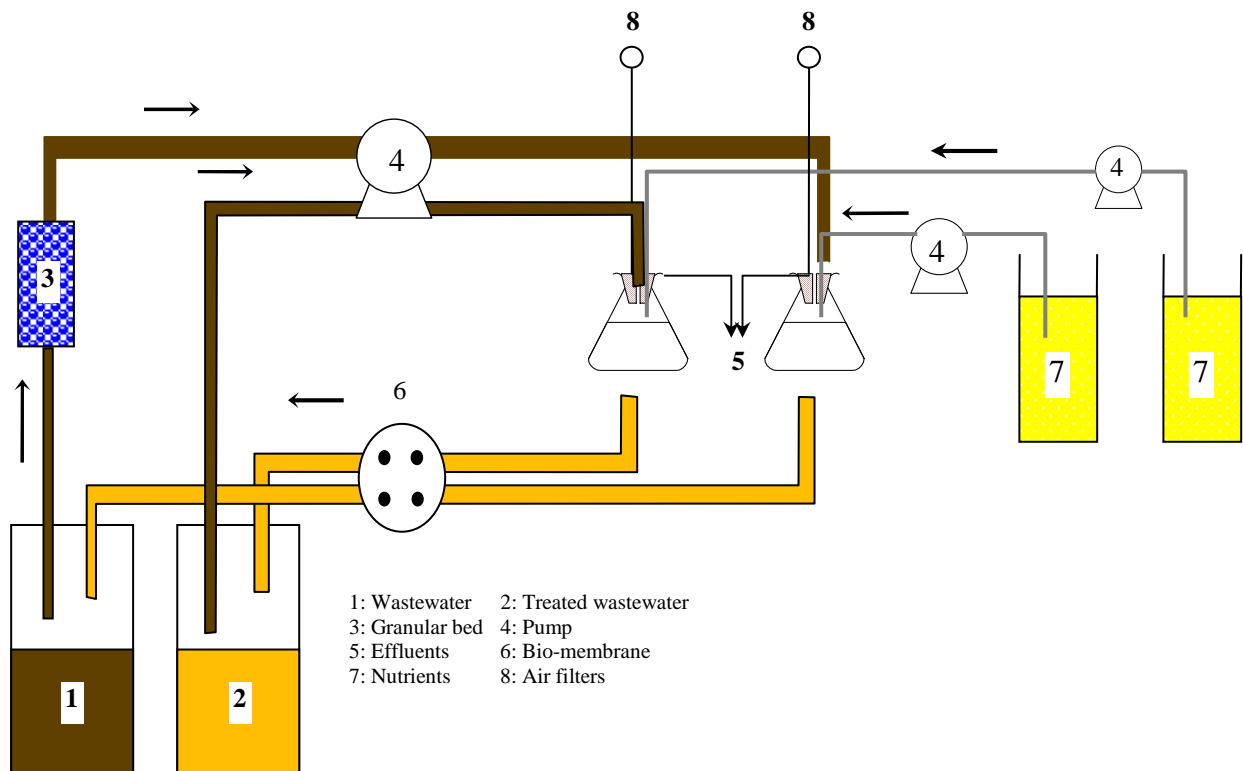 8 8
4
4
4
3
5
7 7
6
1 2
1: Wastewater 2: Treated wastewater
3: Granular bed 4: Pump
5: Effluents 6: Bio-membrane
7: Nutrients 8: Air filters